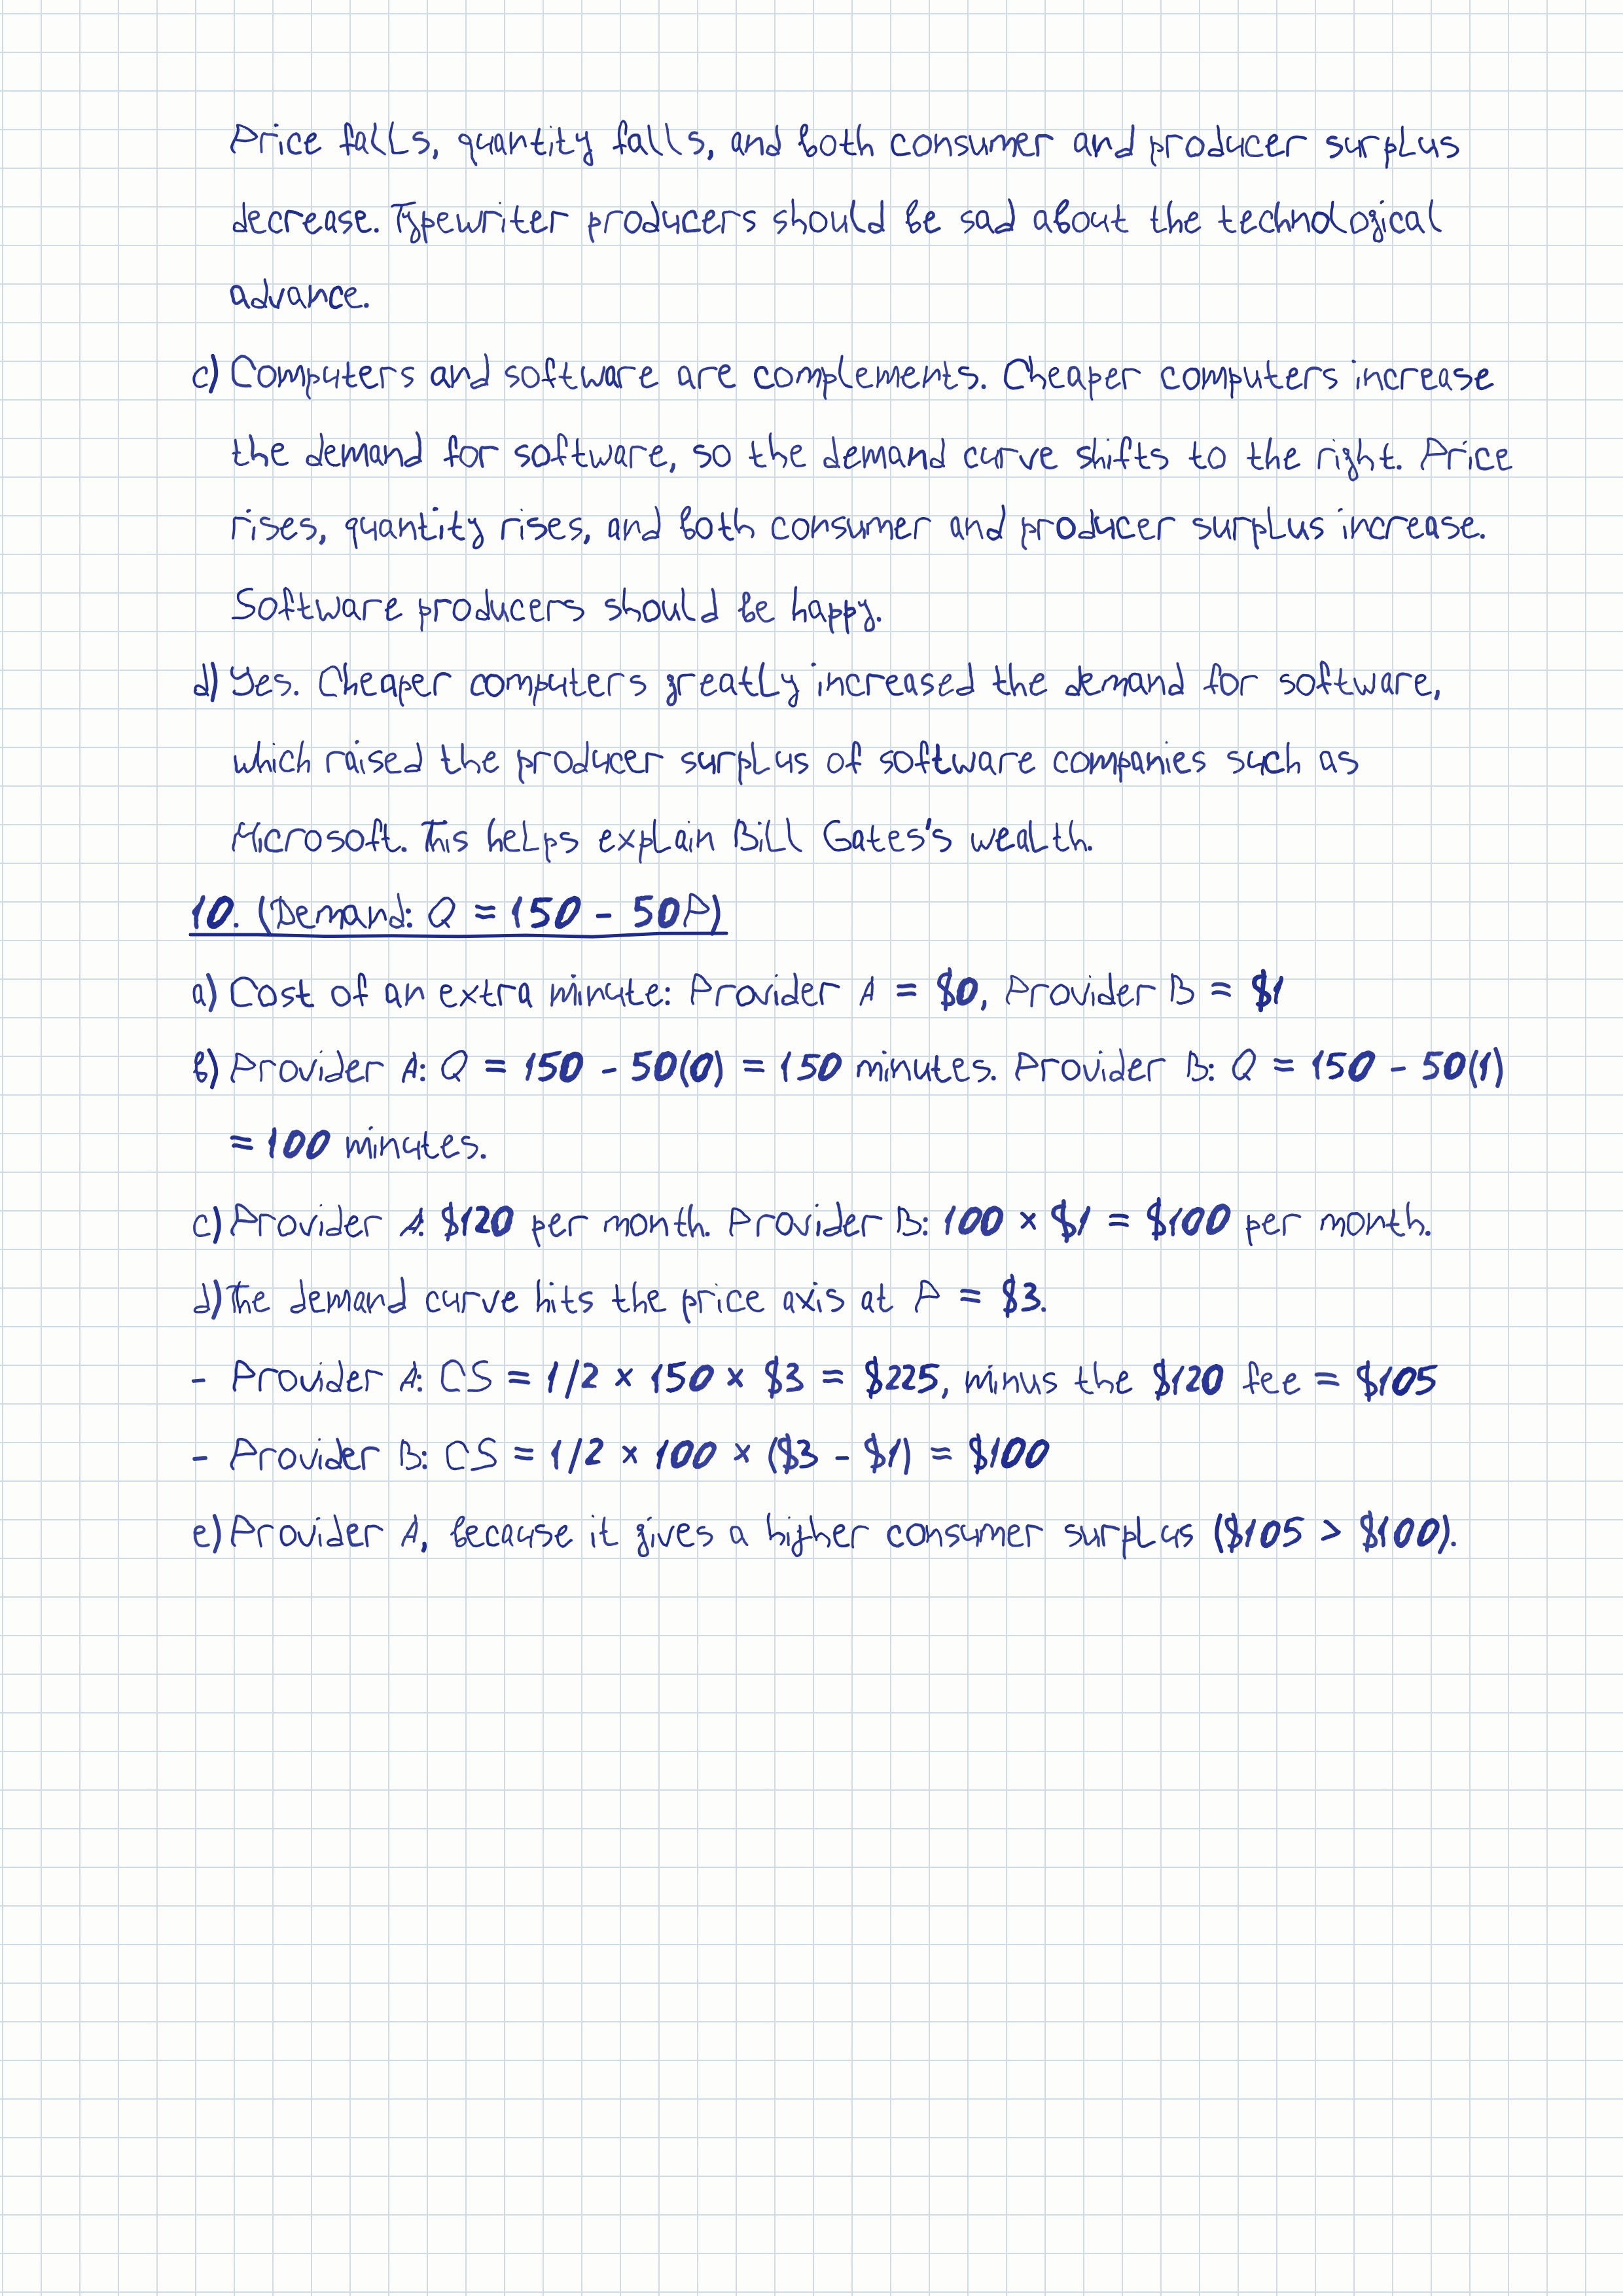 Price falls, quantity falls, and both consumer and producer surplus
decrease. Typewriter producers should be sad about the technological
advance.
c) Computers and software are complements. Cheaper computers increase
the demand for software, so the demand curve shifts to the right. Price
rises, quantity rises, and both consumer and producer surplus increase.
Software producers should be happy.
d) Yes. Cheaper computers greatly increased the demand for software,
which raised the producer surplus of software companies such as
Microsoft. This helps explain Bill Gates's wealth.
10. (Demand: Q = 150 - 50P)
a) Cost of an extra minute: Provider A = $0, Provider B = $1
b) Provider A: Q = 150 - 50(0) = 150 minutes. Provider B: Q = 150 - 50(1)
= 100 minutes.
c) Provider A: $120 per month. Provider B: 100 × $1 = $100 per month.
d) The demand curve hits the price axis at P = $3.
- Provider A: CS = 1/2 × 150 × $3 = $225, minus the $120 fee = $105
- Provider B: CS = 1/2 × 100 × ($3 - $1) = $100
e) Provider A, because it gives a higher consumer surplus ($105 > $100).